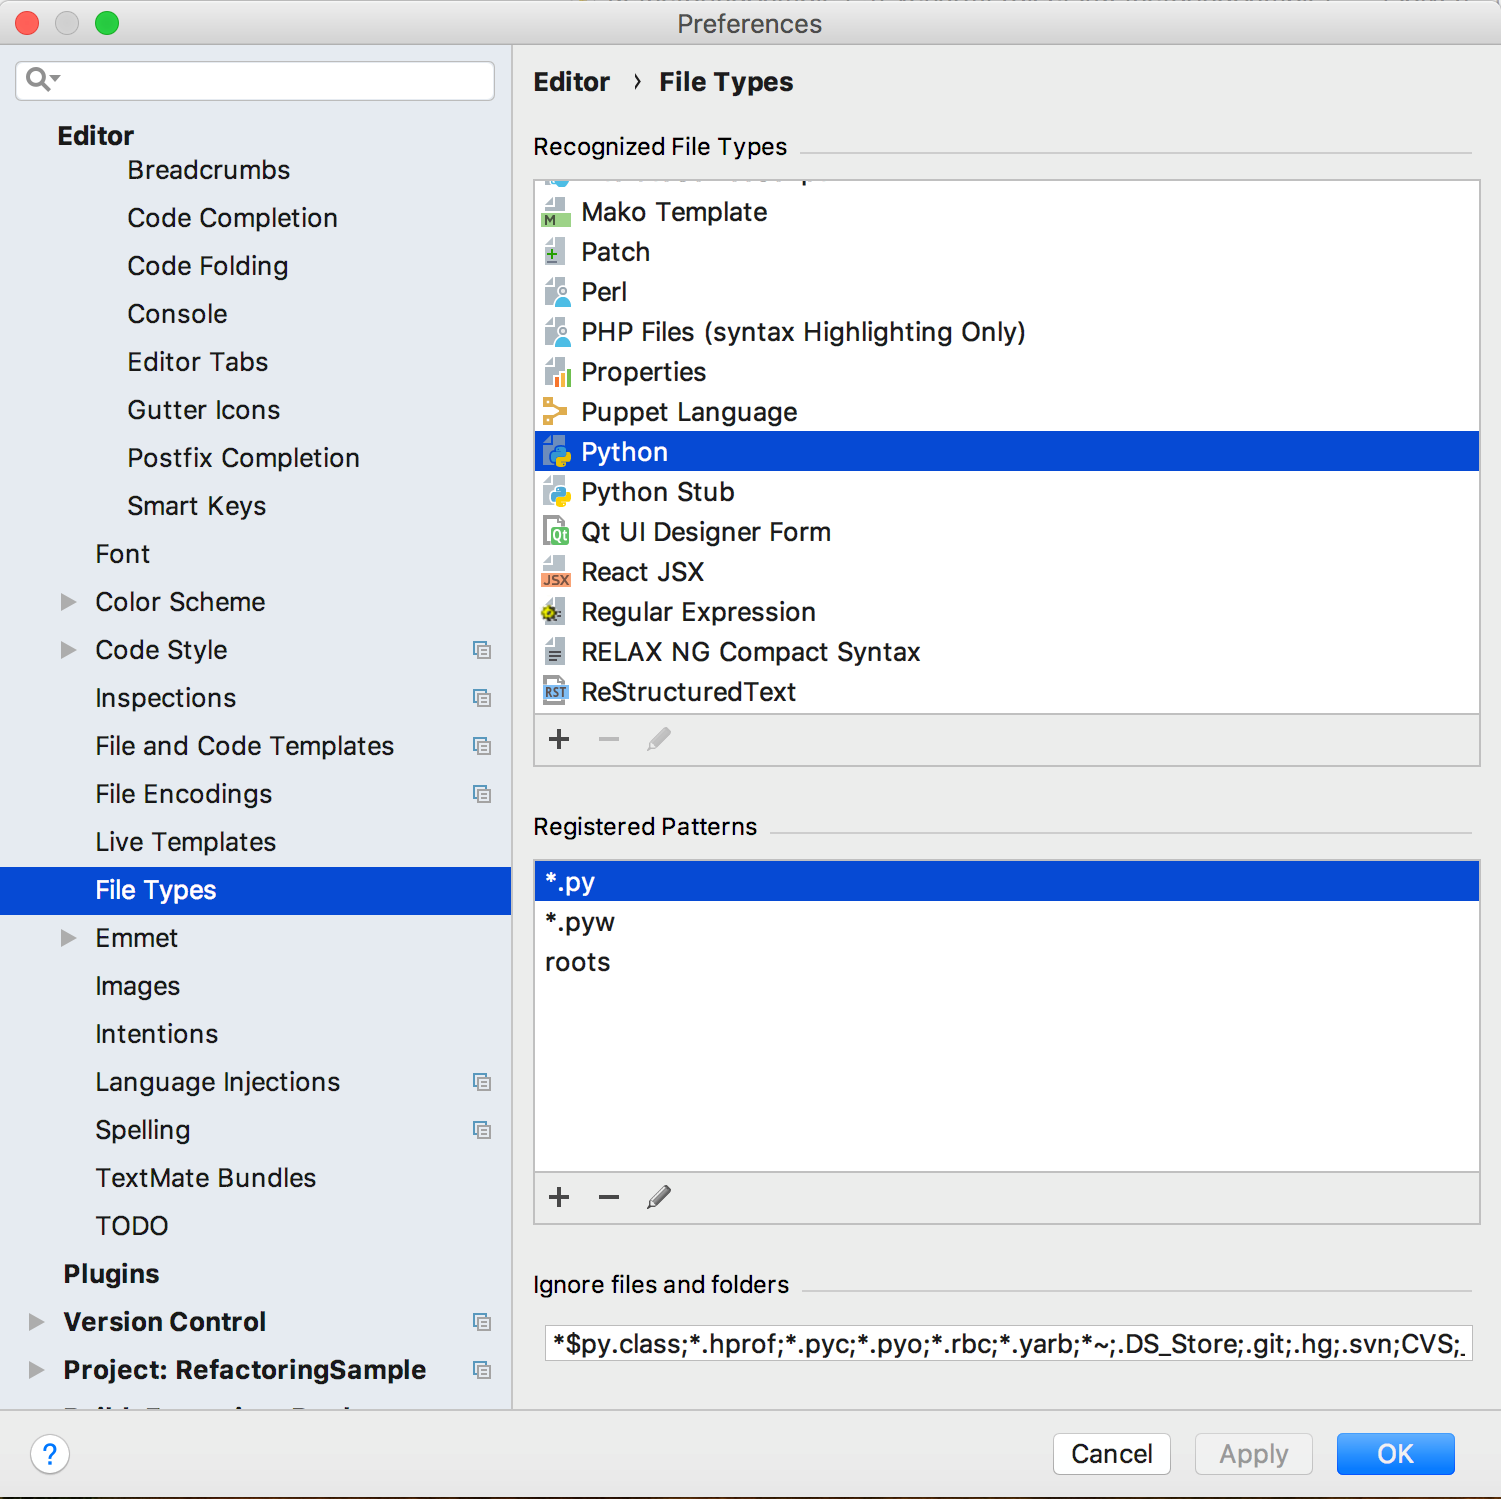 Preferences
Editor
Breadcrumbs
Code Completion
Code Folding
Console
Editor Tabs
Gutter Icons
Postfix Completion
Smart Keys
Font
Color Scheme
Code Style
Inspections
File and Code Templates
File Encodings
Live Templates
File Types
Emmet
Images
Intentions
Language Injections
Spelling
TextMate Bundles
TODO
Plugins
Version Control
Project: RefactoringSample
Editor › File Types
Recognized File Types
M Mako Template
Patch
Perl
PHP Files (syntax Highlighting Only)
Properties
Puppet Language
Python
Python Stub
Qt Qt UI Designer Form
JSX React JSX
Regular Expression
RELAX NG Compact Syntax
RST ReStructuredText
Registered Patterns
*.py
*.pyw
roots
Ignore files and folders
*$py.class;*.hprof;*.pyc;*.pyo;*.rbc;*.yarb;*~;.DS_Store;.git;.hg;.svn;CVS;
? Cancel Apply OK